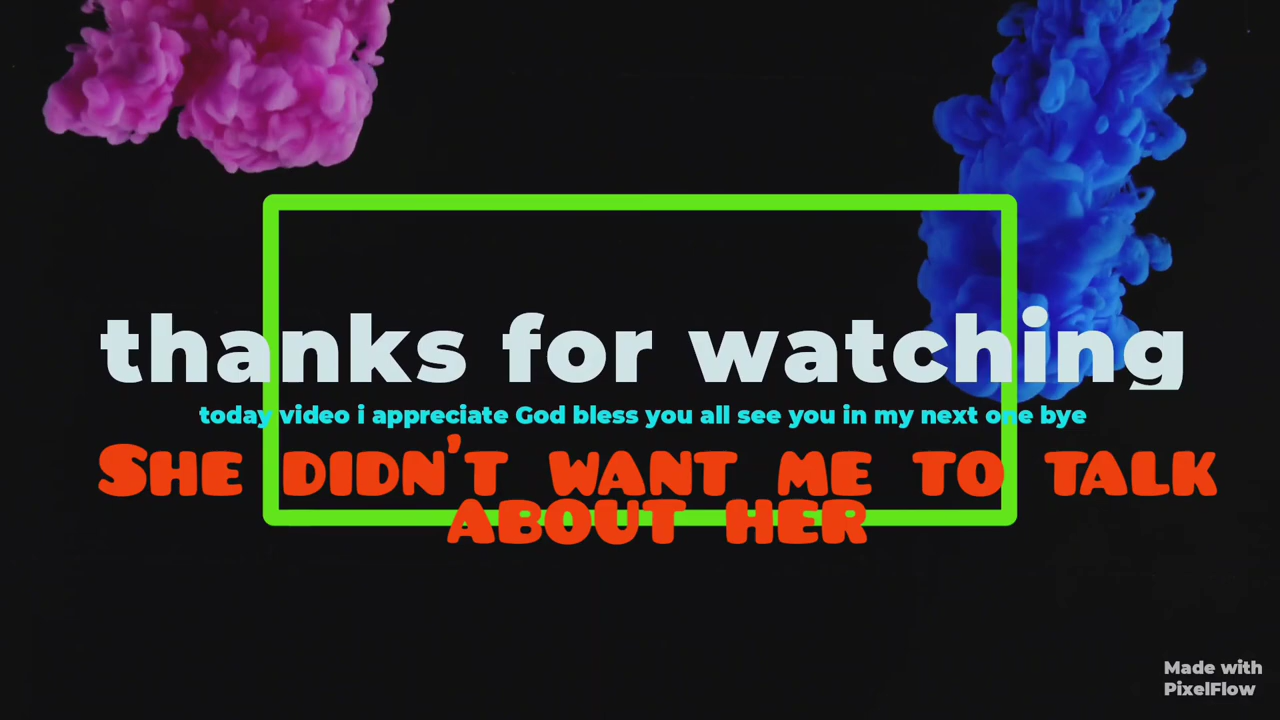 thanks for watching
today video i appreciate God bless you all see you in my next one bye
She didn't want me to talk
about her
Made with
PixelFlow